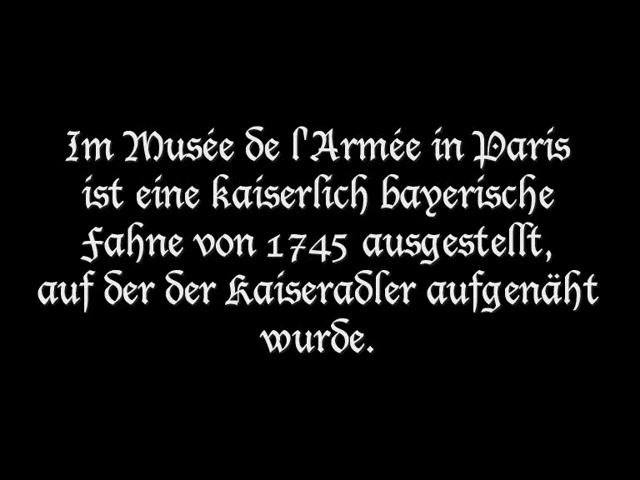 Im Musée de l'Armée in Paris
ist eine kaiserlich bayerische
Fahne von 1745 ausgestellt,
auf der der Kaiseradler aufgenäht
wurde.